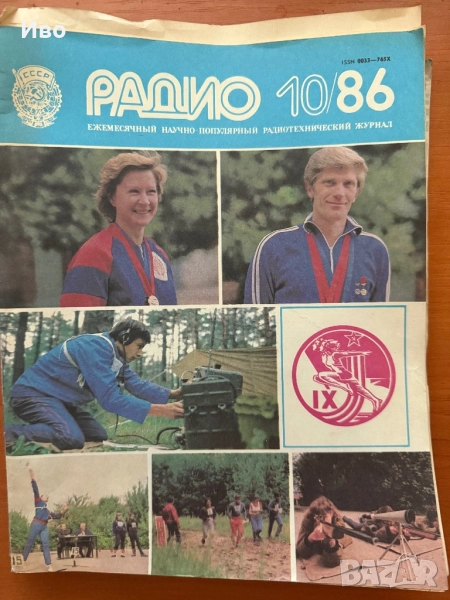 Иво
ISSN 0033—765X
СССР
РАДИО 10/86
ЕЖЕМЕСЯЧНЫЙ НАУЧНО-ПОПУЛЯРНЫЙ РАДИОТЕХНИЧЕСКИЙ ЖУРНАЛ
IX
BAZAR